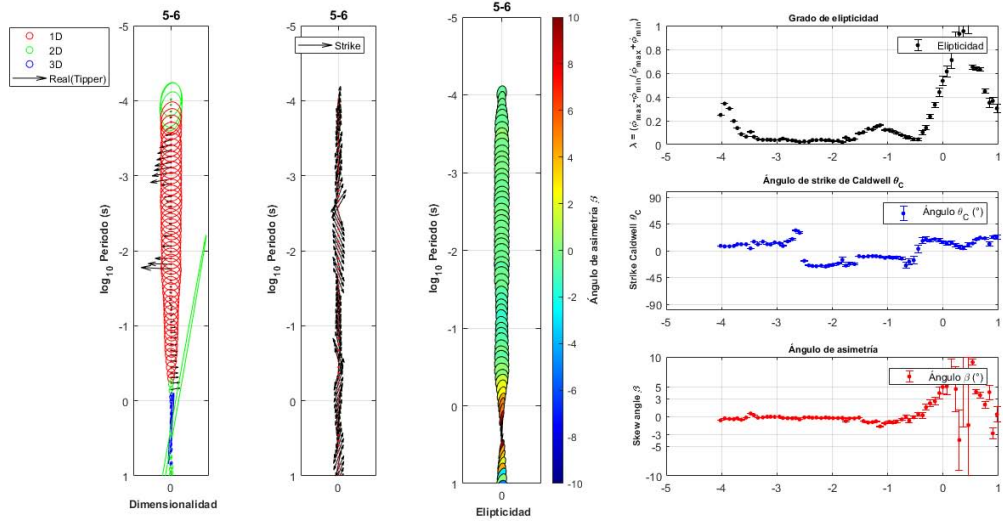 5-6
1D
2D
3D
Real(Tipper)
-5
-4
-3
-2
-1
0
1
log10 Periodo (s)
0
Dimensionalidad
5-6
Strike
-5
-4
-3
-2
-1
0
1
log10 Periodo (s)
0
5-6
-5
-4
-3
-2
-1
0
1
log10 Periodo (s)
0
Elipticidad
10
8
6
4
2
0
-2
-4
-6
-8
-10
Ángulo de asimetría β
Grado de elipticidad
Elipticidad
1
0.8
0.6
0.4
0.2
0
λ = (ϕmax-ϕmin/ϕmax+ϕmin)
-5 -4 -3 -2 -1 0 1
Ángulo de strike de Caldwell θC
Ángulo θC (°)
90
45
0
-45
-90
Strike Caldwell θC
-5 -4 -3 -2 -1 0 1
Ángulo de asimetría
Ángulo β (°)
10
5
3
0
-3
-5
-10
Skew angle β
-5 -4 -3 -2 -1 0 1